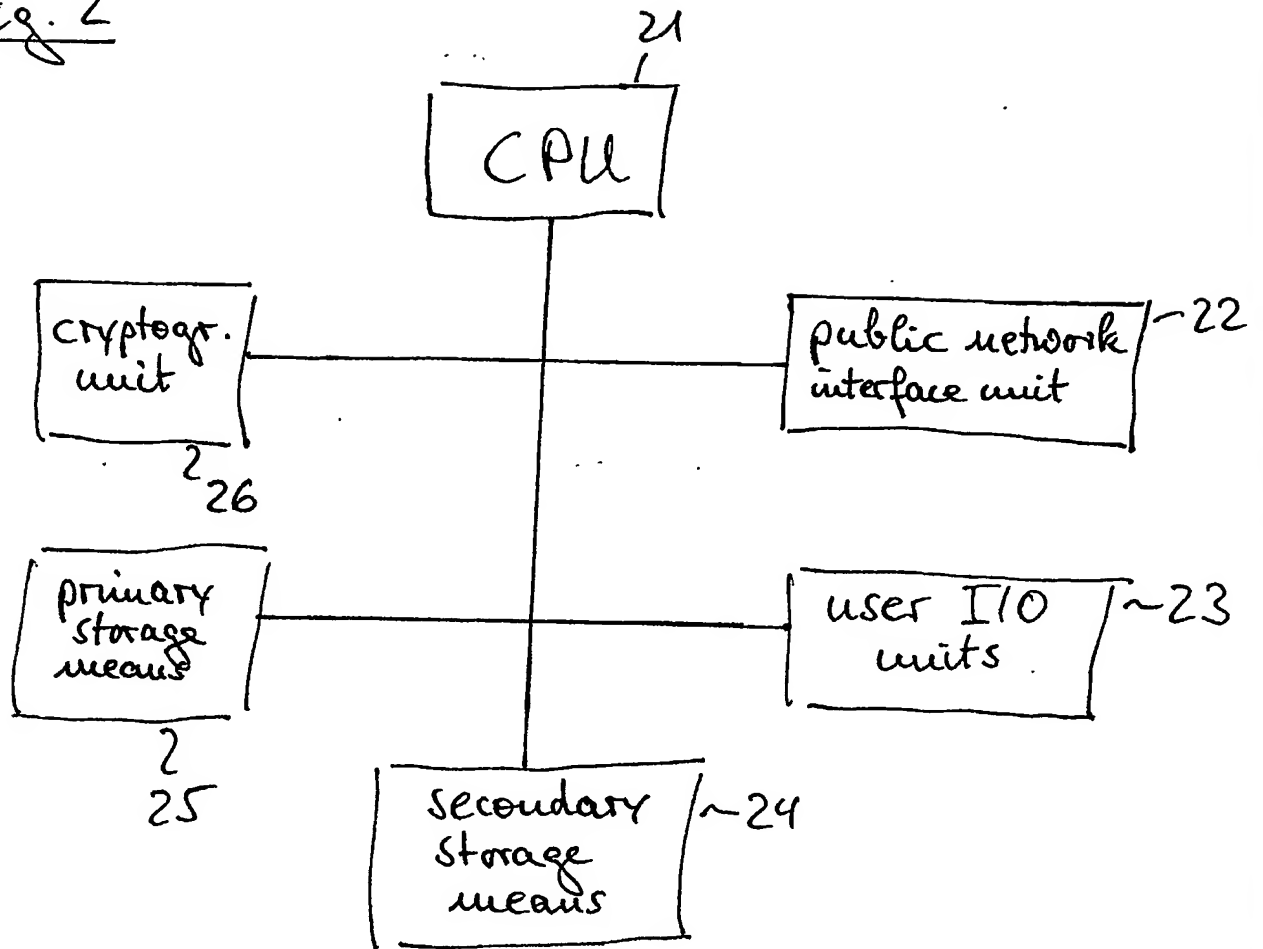 Fig. 2
21
CPU
cryptogr.
unit
26
public network
interface unit
22
primary
storage
means
25
user I/O
units
23
secondary
storage
means
24